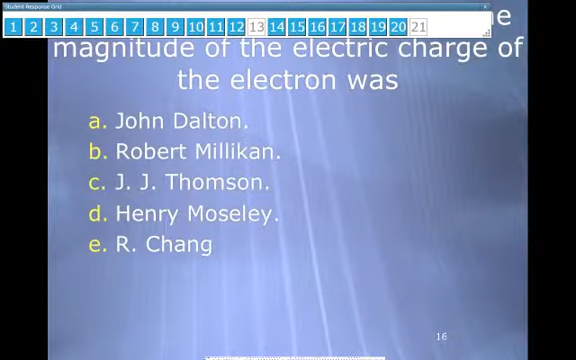 Student Response Grid
1 2 3 4 5 6 7 8 9 10 11 12 13 14 15 16 17 18 19 20 21
magnitude of the electric charge of
the electron was
a. John Dalton.
b. Robert Millikan.
c. J. J. Thomson.
d. Henry Moseley.
e. R. Chang
16